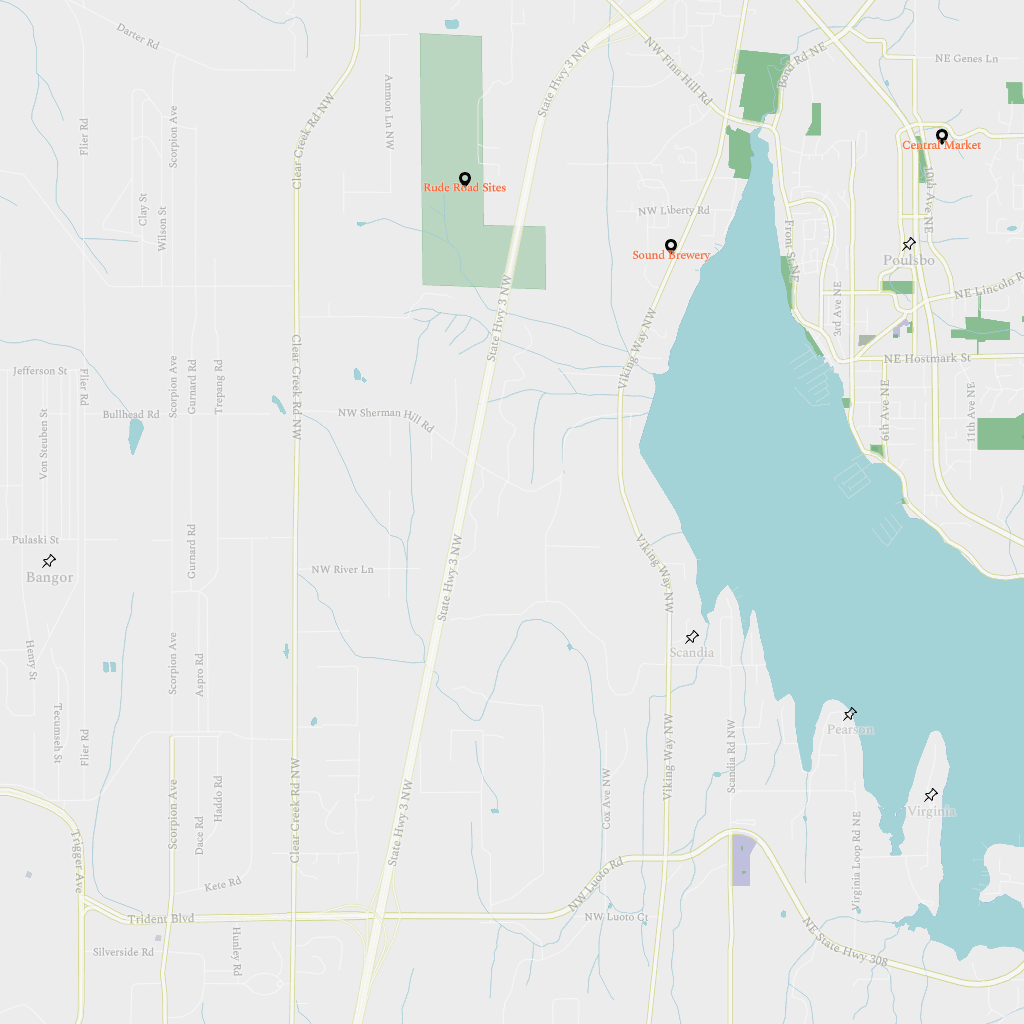 Darter Rd
NW Finn Hill Rd
Bond Rd NE
State Hwy 3 NW
NE Genes Ln
Ammon Ln NW
Clear Creek Rd NW
Flier Rd
Scorpion Ave
Central Market
10th Ave NE
Rude Road Sites
Clay St
Wilson St
NW Liberty Rd
Front St NE
Sound Brewery
Poulsbo
NE Lincoln R
3rd Ave NE
State Hwy 3 NW
Viking Way NW
NE Hostmark St
Jefferson St
Flier Rd
Scorpion Ave
Gurnard Rd
Trepang Rd
Clear Creek Rd NW
NW Sherman Hill Rd
Bullhead Rd
Von Steuben St
6th Ave NE
11th Ave NE
Pulaski St
Gurnard Rd
Bangor
NW River Ln
State Hwy 3 NW
Viking Way NW
Henry St
Scorpion Ave
Aspro Rd
Scandia
Tecumseh St
Flier Rd
Viking Way NW
Scandia Rd NW
Pearson
Scorpion Ave
Haddo Rd
Dace Rd
Clear Creek Rd NW
State Hwy 3 NW
Cox Ave NW
Virginia
Virginia Loop Rd NE
Trigger Ave
Kete Rd
NW Luoto Rd
Trident Blvd
NW Luoto Ct
NE State Hwy 308
Silverside Rd
Hunley Rd